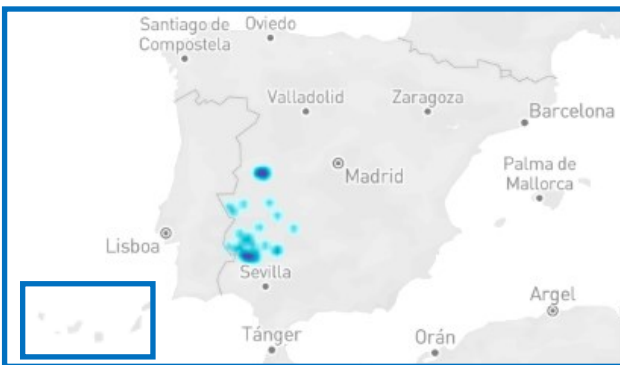 Santiago de
Compostela
Oviedo
Valladolid
Zaragoza
Barcelona
Madrid
Palma de
Mallorca
Lisboa
Sevilla
Argel
Tánger
Orán